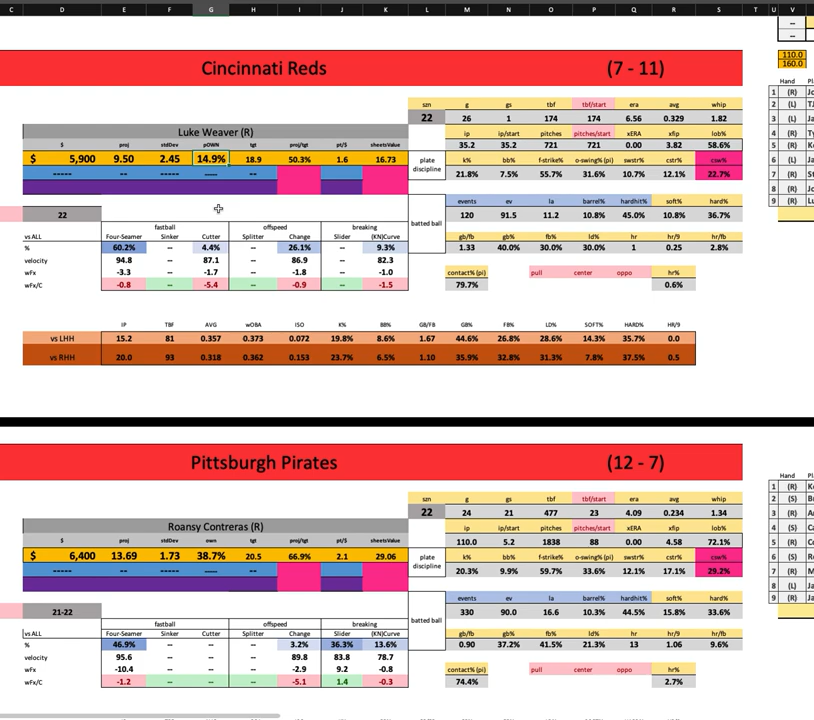 C D E F G H I J K L M N O P Q R S T U V W
--
--
Cincinnati Reds (7 - 11)
110.0
160.0
Hand
szn g gs tbf tbf/start era avg whip
22 26 1 174 174 6.56 0.329 1.82
Luke Weaver (R)
ip ip/start pitches pitches/start xERA xfip lob%
$ proj stdDev pOWN tgt proj/tgt pt/$ sheetsValue
35.2 35.2 721 721 0.00 3.82 58.6%
$ 5,900 9.50 2.45 14.9% 18.9 50.3% 1.6 16.73
plate discipline
k% bb% f-strike% o-swing% (pi) swstr% cstr% csw%
----- -- -- ---- --
21.8% 7.5% 55.7% 31.6% 10.7% 12.1% 22.7%
1 (R)
2 (L)
3 (L)
4 (R)
5 (R)
6 (L)
7 (R)
8 (R)
9 (R)
batted ball
events ev la barrel% hardhit% soft% hard%
22
120 91.5 11.2 10.8% 45.0% 10.8% 36.7%
fastball offspeed breaking
vsALL Four-Seamer Sinker Cutter Splitter Change Slider (KN)Curve
gb/fb gb% fb% ld% hr hr/9 hr/fb
% 60.2% -- 4.4% -- 26.1% -- 9.3%
1.33 40.0% 30.0% 30.0% 1 0.25 2.8%
velocity 94.8 -- 87.1 -- 86.9 -- 82.3
wFx -3.3 -- -1.7 -- -1.8 -- -1.0
contact% (pi) pull center oppo hr%
wFx/C -0.8 -- -5.4 -- -0.9 -- -1.5
79.7% 0.6%
IP TBF AVG wOBA ISO K% BB% GB/FB GB% FB% LD% SOFT% HARD% HR/9
vs LHH 15.2 81 0.357 0.373 0.072 19.8% 8.6% 1.67 44.6% 26.8% 28.6% 14.3% 35.7% 0.0
vs RHH 20.0 93 0.318 0.362 0.153 23.7% 6.5% 1.10 35.9% 32.8% 31.3% 7.8% 37.5% 0.5
Pittsburgh Pirates (12 - 7)
Hand
szn g gs tbf tbf/start era avg whip
22 24 21 477 23 4.09 0.234 1.34
Roansy Contreras (R)
ip ip/start pitches pitches/start xERA xfip lob%
$ proj stdDev own tgt proj/tgt pt/$ sheetsValue
110.0 5.2 1838 88 0.00 4.58 72.1%
$ 6,400 13.69 1.73 38.7% 20.5 66.9% 2.1 29.06
plate discipline
k% bb% f-strike% o-swing% (pi) swstr% cstr% csw%
----- -- -- ---- --
20.3% 9.9% 59.7% 33.6% 12.1% 17.1% 29.2%
1 (R)
2 (S)
3 (R)
4 (S)
5 (R)
6 (S)
7 (R)
8 (L)
9 (R)
batted ball
events ev la barrel% hardhit% soft% hard%
21-22
330 90.0 16.6 10.3% 44.5% 15.8% 33.6%
fastball offspeed breaking
vsALL Four-Seamer Sinker Cutter Splitter Change Slider (KN)Curve
gb/fb gb% fb% ld% hr hr/9 hr/fb
% 46.9% -- -- -- 3.2% 36.3% 13.6%
0.90 37.2% 41.5% 21.3% 13 1.06 9.6%
velocity 95.6 -- -- -- 89.8 83.8 78.7
wFx -10.4 -- -- -- -2.9 9.2 -0.8
contact% (pi) pull center oppo hr%
wFx/C -1.2 -- -- -- -5.1 1.4 -0.3
74.4% 2.7%